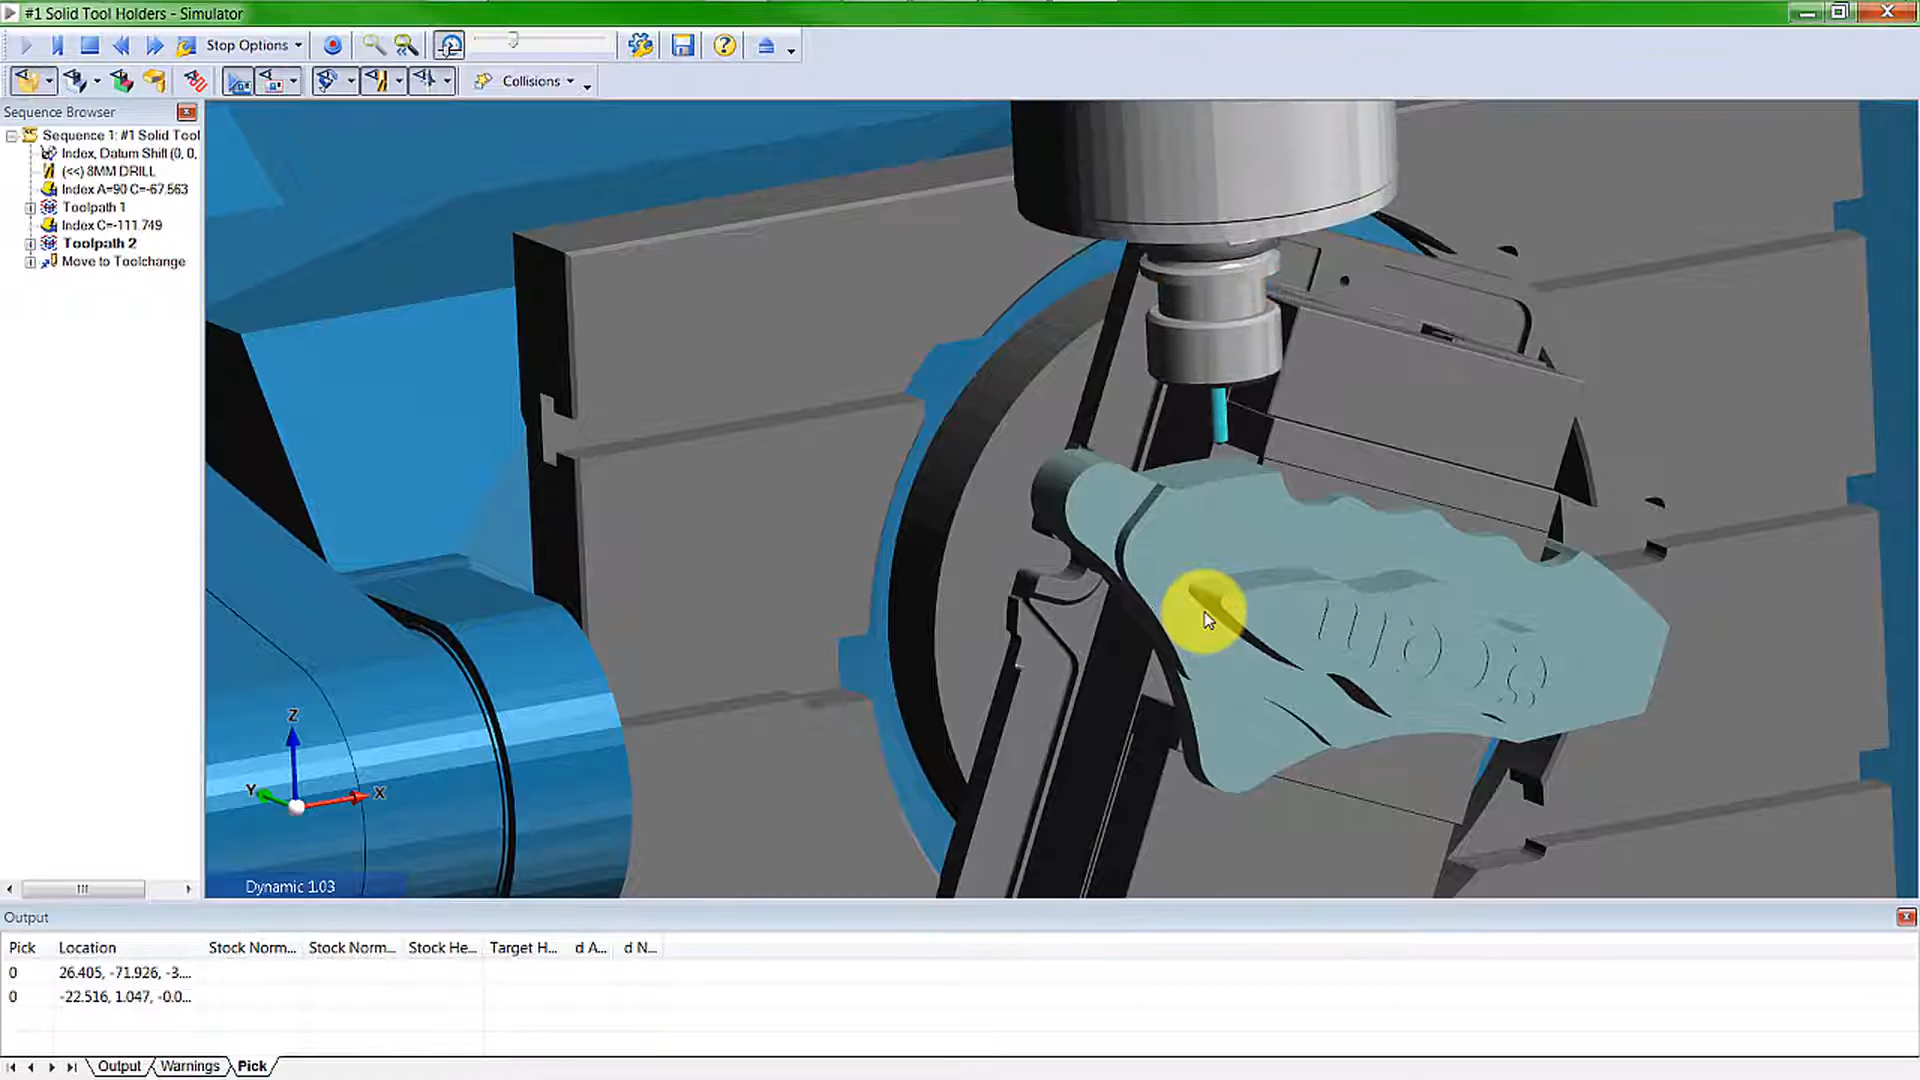 #1 Solid Tool Holders - Simulator
Stop Options
Collisions
Sequence Browser
Sequence 1: #1 Solid Tool
Index, Datum Shift (0, 0,
(<<) 8MM DRILL
Index A=90 C=-67.563
Toolpath 1
Index C=-111.749
Toolpath 2
Move to Toolchange
Z
Y
X
Dynamic 1.03
Output
Pick Location Stock Norm... Stock Norm... Stock He... Target H... d A... d N...
0 26.405, -71.926, -3....
0 -22.516, 1.047, -0.0...
Output Warnings Pick